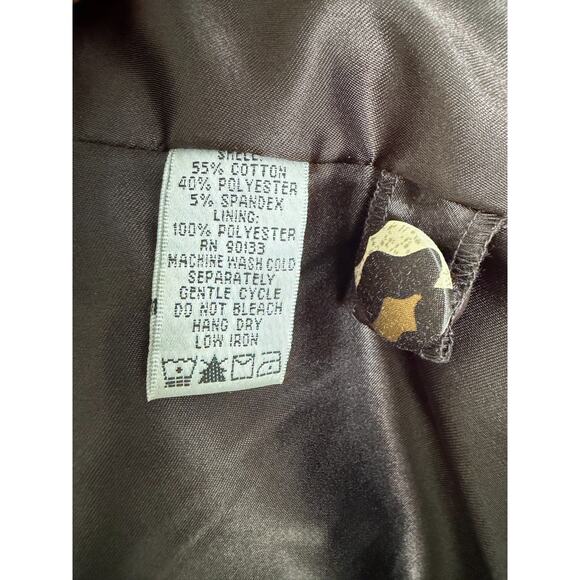 SHELL:
55% COTTON
40% POLYESTER
5% SPANDEX
LINING:
100% POLYESTER
RN 90133
MACHINE WASH COLD
SEPARATELY
GENTLE CYCLE
DO NOT BLEACH
HANG DRY
LOW IRON